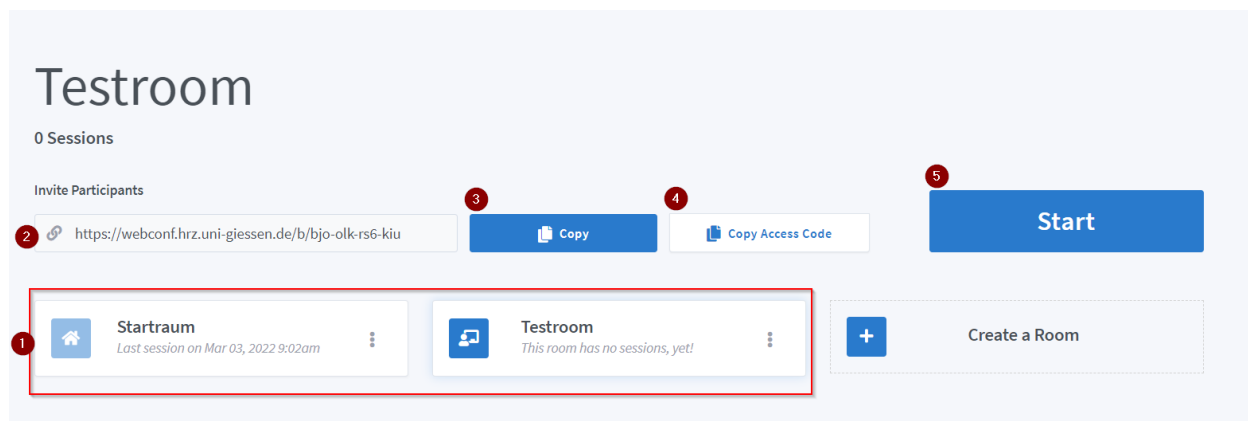 Testroom
0 Sessions
Invite Participants
2 https://webconf.hrz.uni-giessen.de/b/bjo-olk-rs6-kiu
3
Copy
4
Copy Access Code
5
Start
1
Startraum
Last session on Mar 03, 2022 9:02am
Testroom
This room has no sessions, yet!
Create a Room